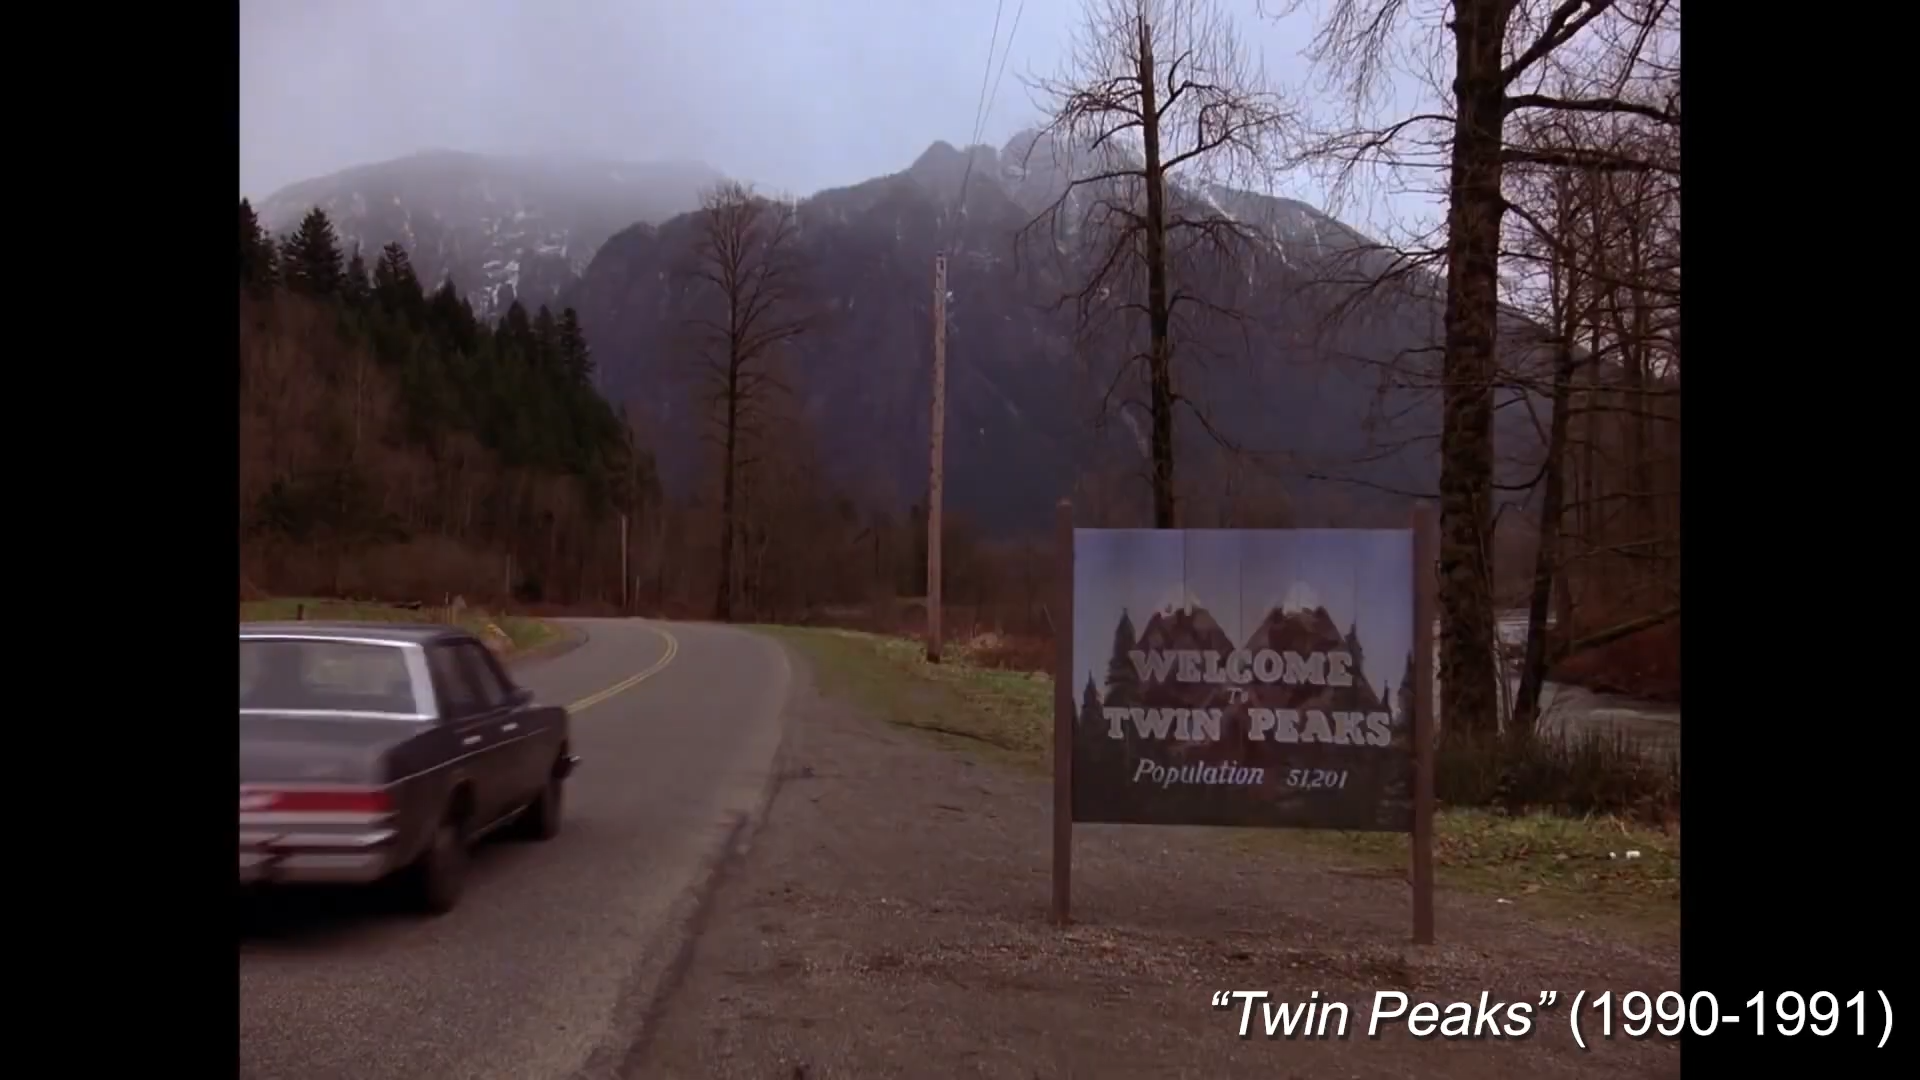 WELCOME
To
TWIN PEAKS
Population 51,201
“Twin Peaks” (1990-1991)